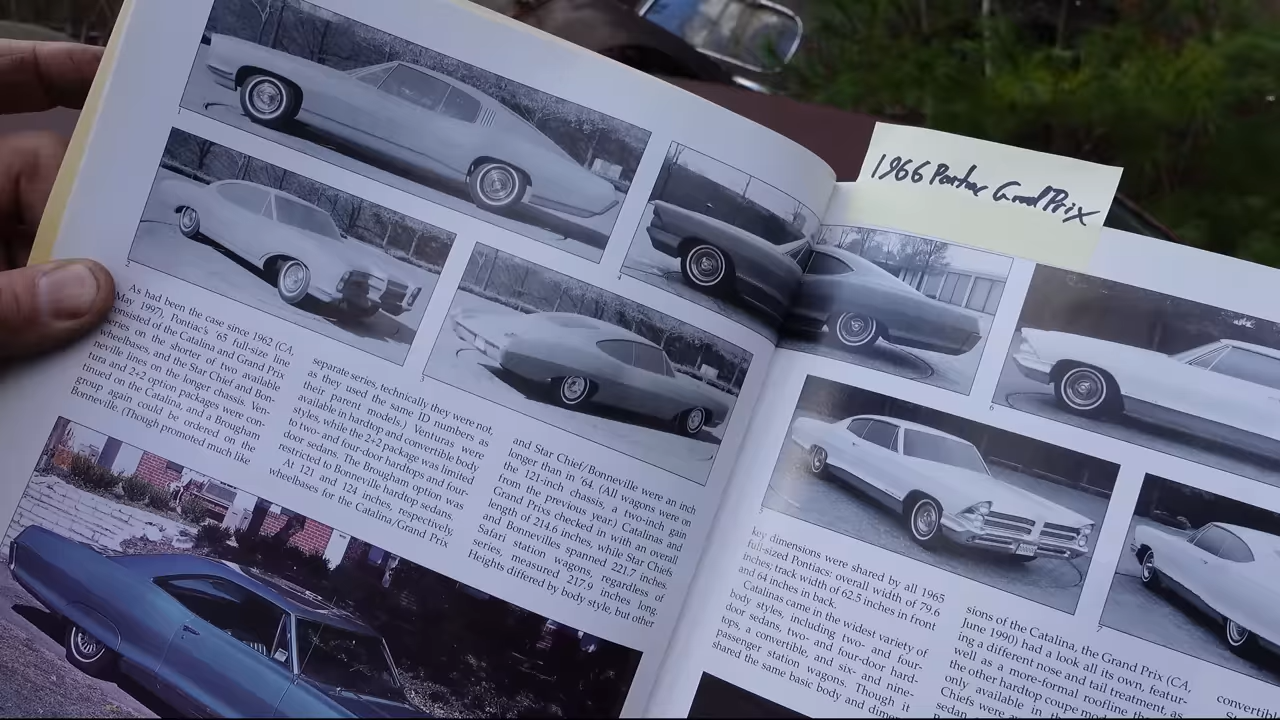 1966 Pontiac Grand Prix
As had been the case since 1962 (CA,
May 1997), Pontiac's '65 full-size line
consisted of the Catalina and Grand Prix
series on the shorter of two available
wheelbases, and the Star Chief and Bon-
neville lines on the longer chassis. Ven-
tura and 2+2 option packages were con-
tinued on the Catalina, and a Brougham
group again could be ordered on the
Bonneville. (Though promoted much like
separate series, technically they were not,
as they used the same ID numbers as
their parent models.) Venturas were
available in hardtop and convertible body
styles, while the 2+2 package was limited
to two, and four-door hardtops and four-
door sedans. The Brougham option was
restricted to Bonneville hardtop sedans.
At 121 and 124 inches, respectively,
wheelbases for the Catalina/Grand Prix
and Star Chief/Bonneville were an inch
longer than in '64. (All wagons were on
the 121-inch chassis, a two-inch gain
from the previous year.) Catalinas and
Grand Prixs checked in with an overall
length of 214.6 inches, while Star Chiefs
and Bonnevilles spanned 221.7 inches.
Safari station wagons, regardless of
series, measured 217.9 inches long.
Heights differed by body style, but other
key dimensions were shared by all 1965
full-sized Pontiacs: overall width of 79.6
inches; track width of 62.5 inches in front
and 64 inches in back.
Catalinas came in the widest variety of
body styles, including two- and four-
door sedans, two- and four-door hard-
tops, a convertible, and six- and nine-
passenger station wagons. Though it
shared the same basic body and dimen-
sions of the Catalina, the Grand Prix (CA,
June 1990) had a look all its own, featur-
ing a different nose and tail treatment, as
well as a more-formal roofline than
the other hardtop coupe
only available in
Chiefs were
sedan
convertible